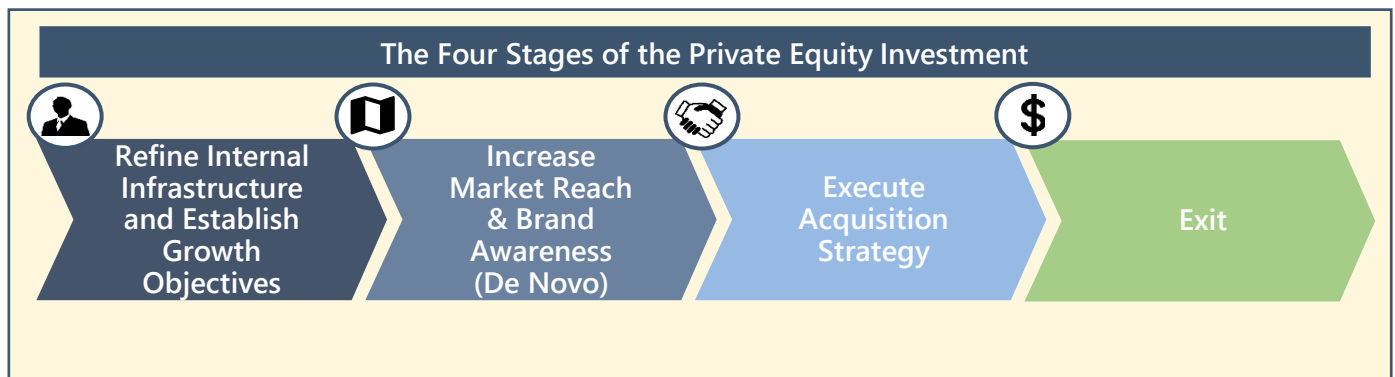 The Four Stages of the Private Equity Investment
Refine Internal
Infrastructure
and Establish
Growth
Objectives
Increase
Market Reach
& Brand
Awareness
(De Novo)
Execute
Acquisition
Strategy
Exit
$